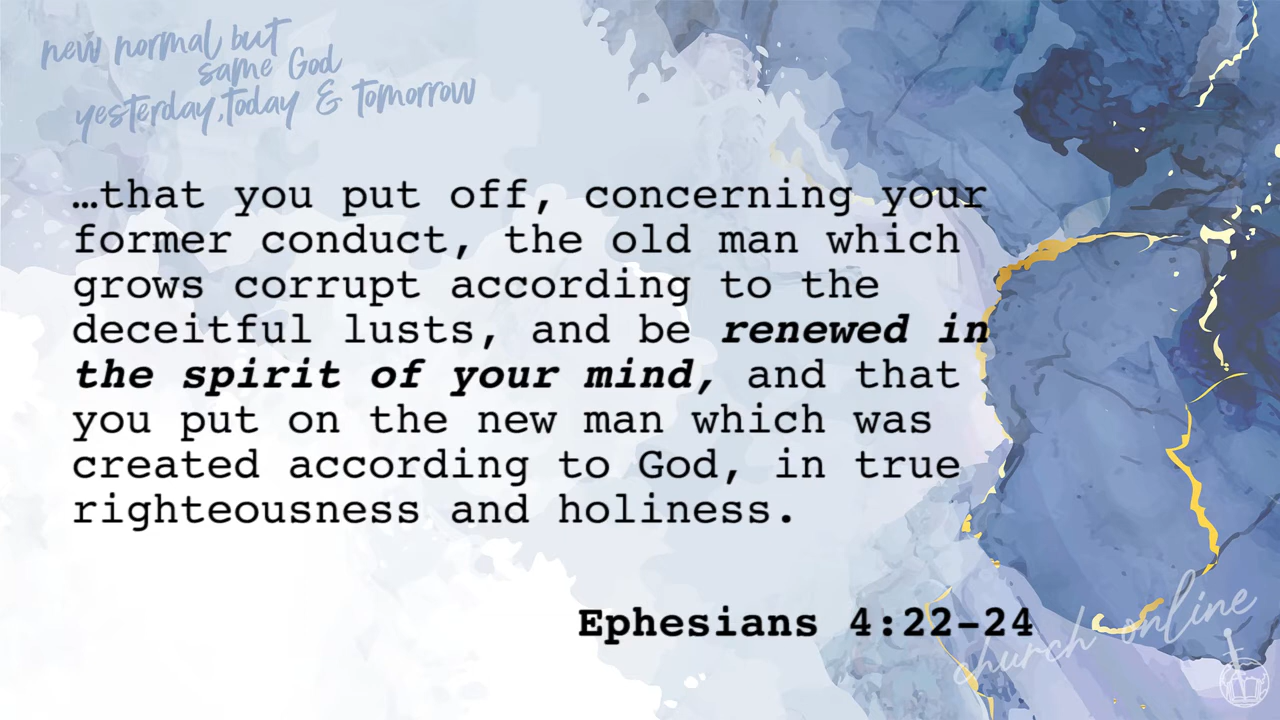 new normal but
same God
yesterday, today & tomorrow
…that you put off, concerning your
former conduct, the old man which
grows corrupt according to the
deceitful lusts, and be renewed in
the spirit of your mind, and that
you put on the new man which was
created according to God, in true
righteousness and holiness.
Ephesians 4:22-24
church online